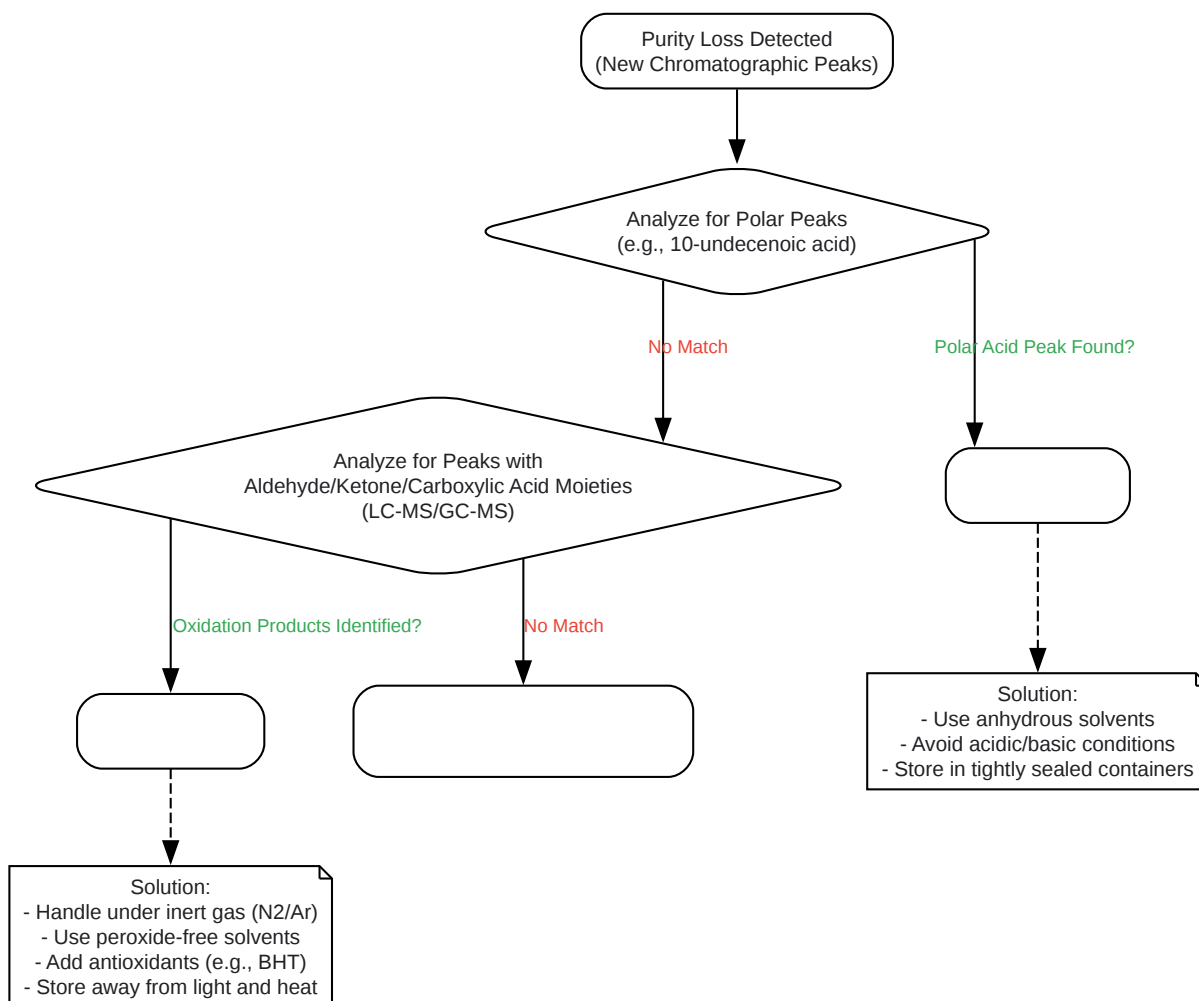 Purity Loss Detected
(New Chromatographic Peaks)
Analyze for Polar Peaks
(e.g., 10-undecenoic acid)
No Match
Polar Acid Peak Found?
Analyze for Peaks with
Aldehyde/Ketone/Carboxylic Acid Moieties
(LC-MS/GC-MS)
Oxidation Products Identified?
No Match
Solution:
- Use anhydrous solvents
- Avoid acidic/basic conditions
- Store in tightly sealed containers
Solution:
- Handle under inert gas (N2/Ar)
- Use peroxide-free solvents
- Add antioxidants (e.g., BHT)
- Store away from light and heat